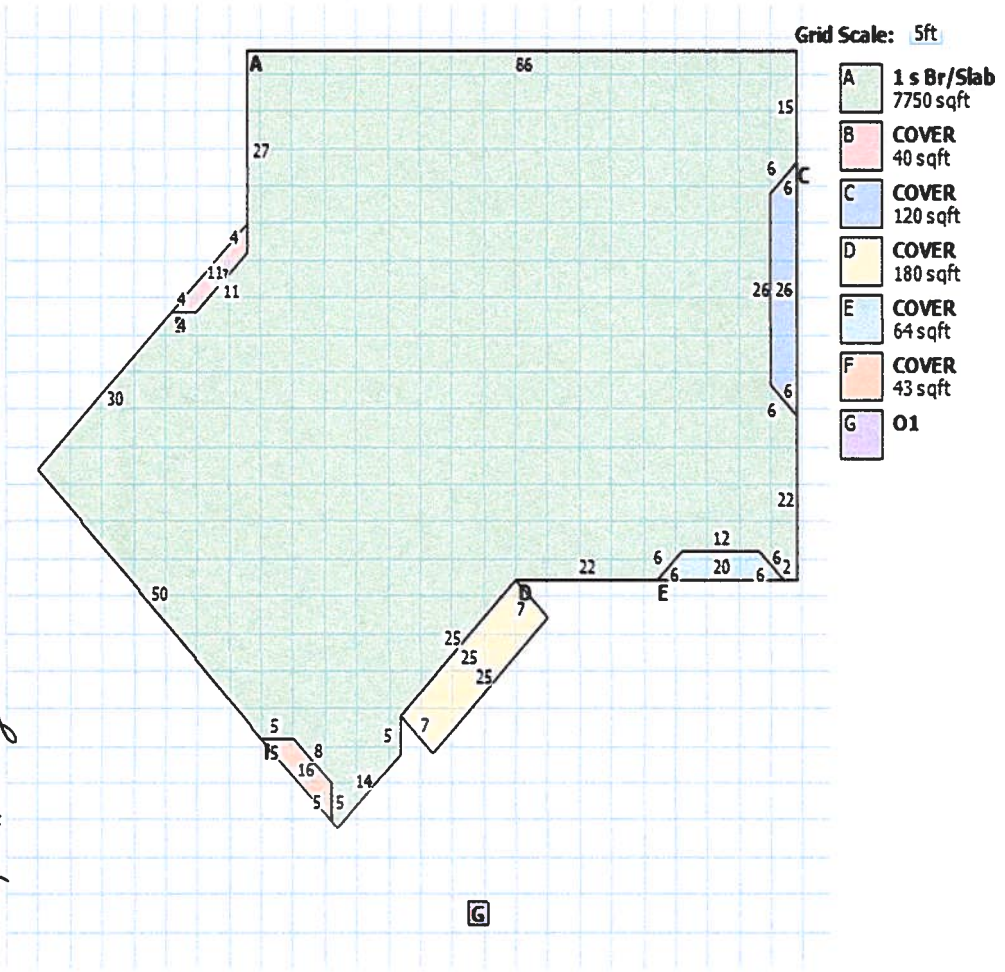 Grid Scale: 5ft
A 1 s Br/Slab
7750 sqft
B COVER
40 sqft
C COVER
120 sqft
D COVER
180 sqft
E COVER
64 sqft
F COVER
43 sqft
G O1
A
86
15
27
6
C
6
4
11
11
4
4
26
26
30
6
6
22
12
22
6
20
6
6
6
2
D
E
7
50
25
25
25
7
5
5
8
5
16
14
5
5
G